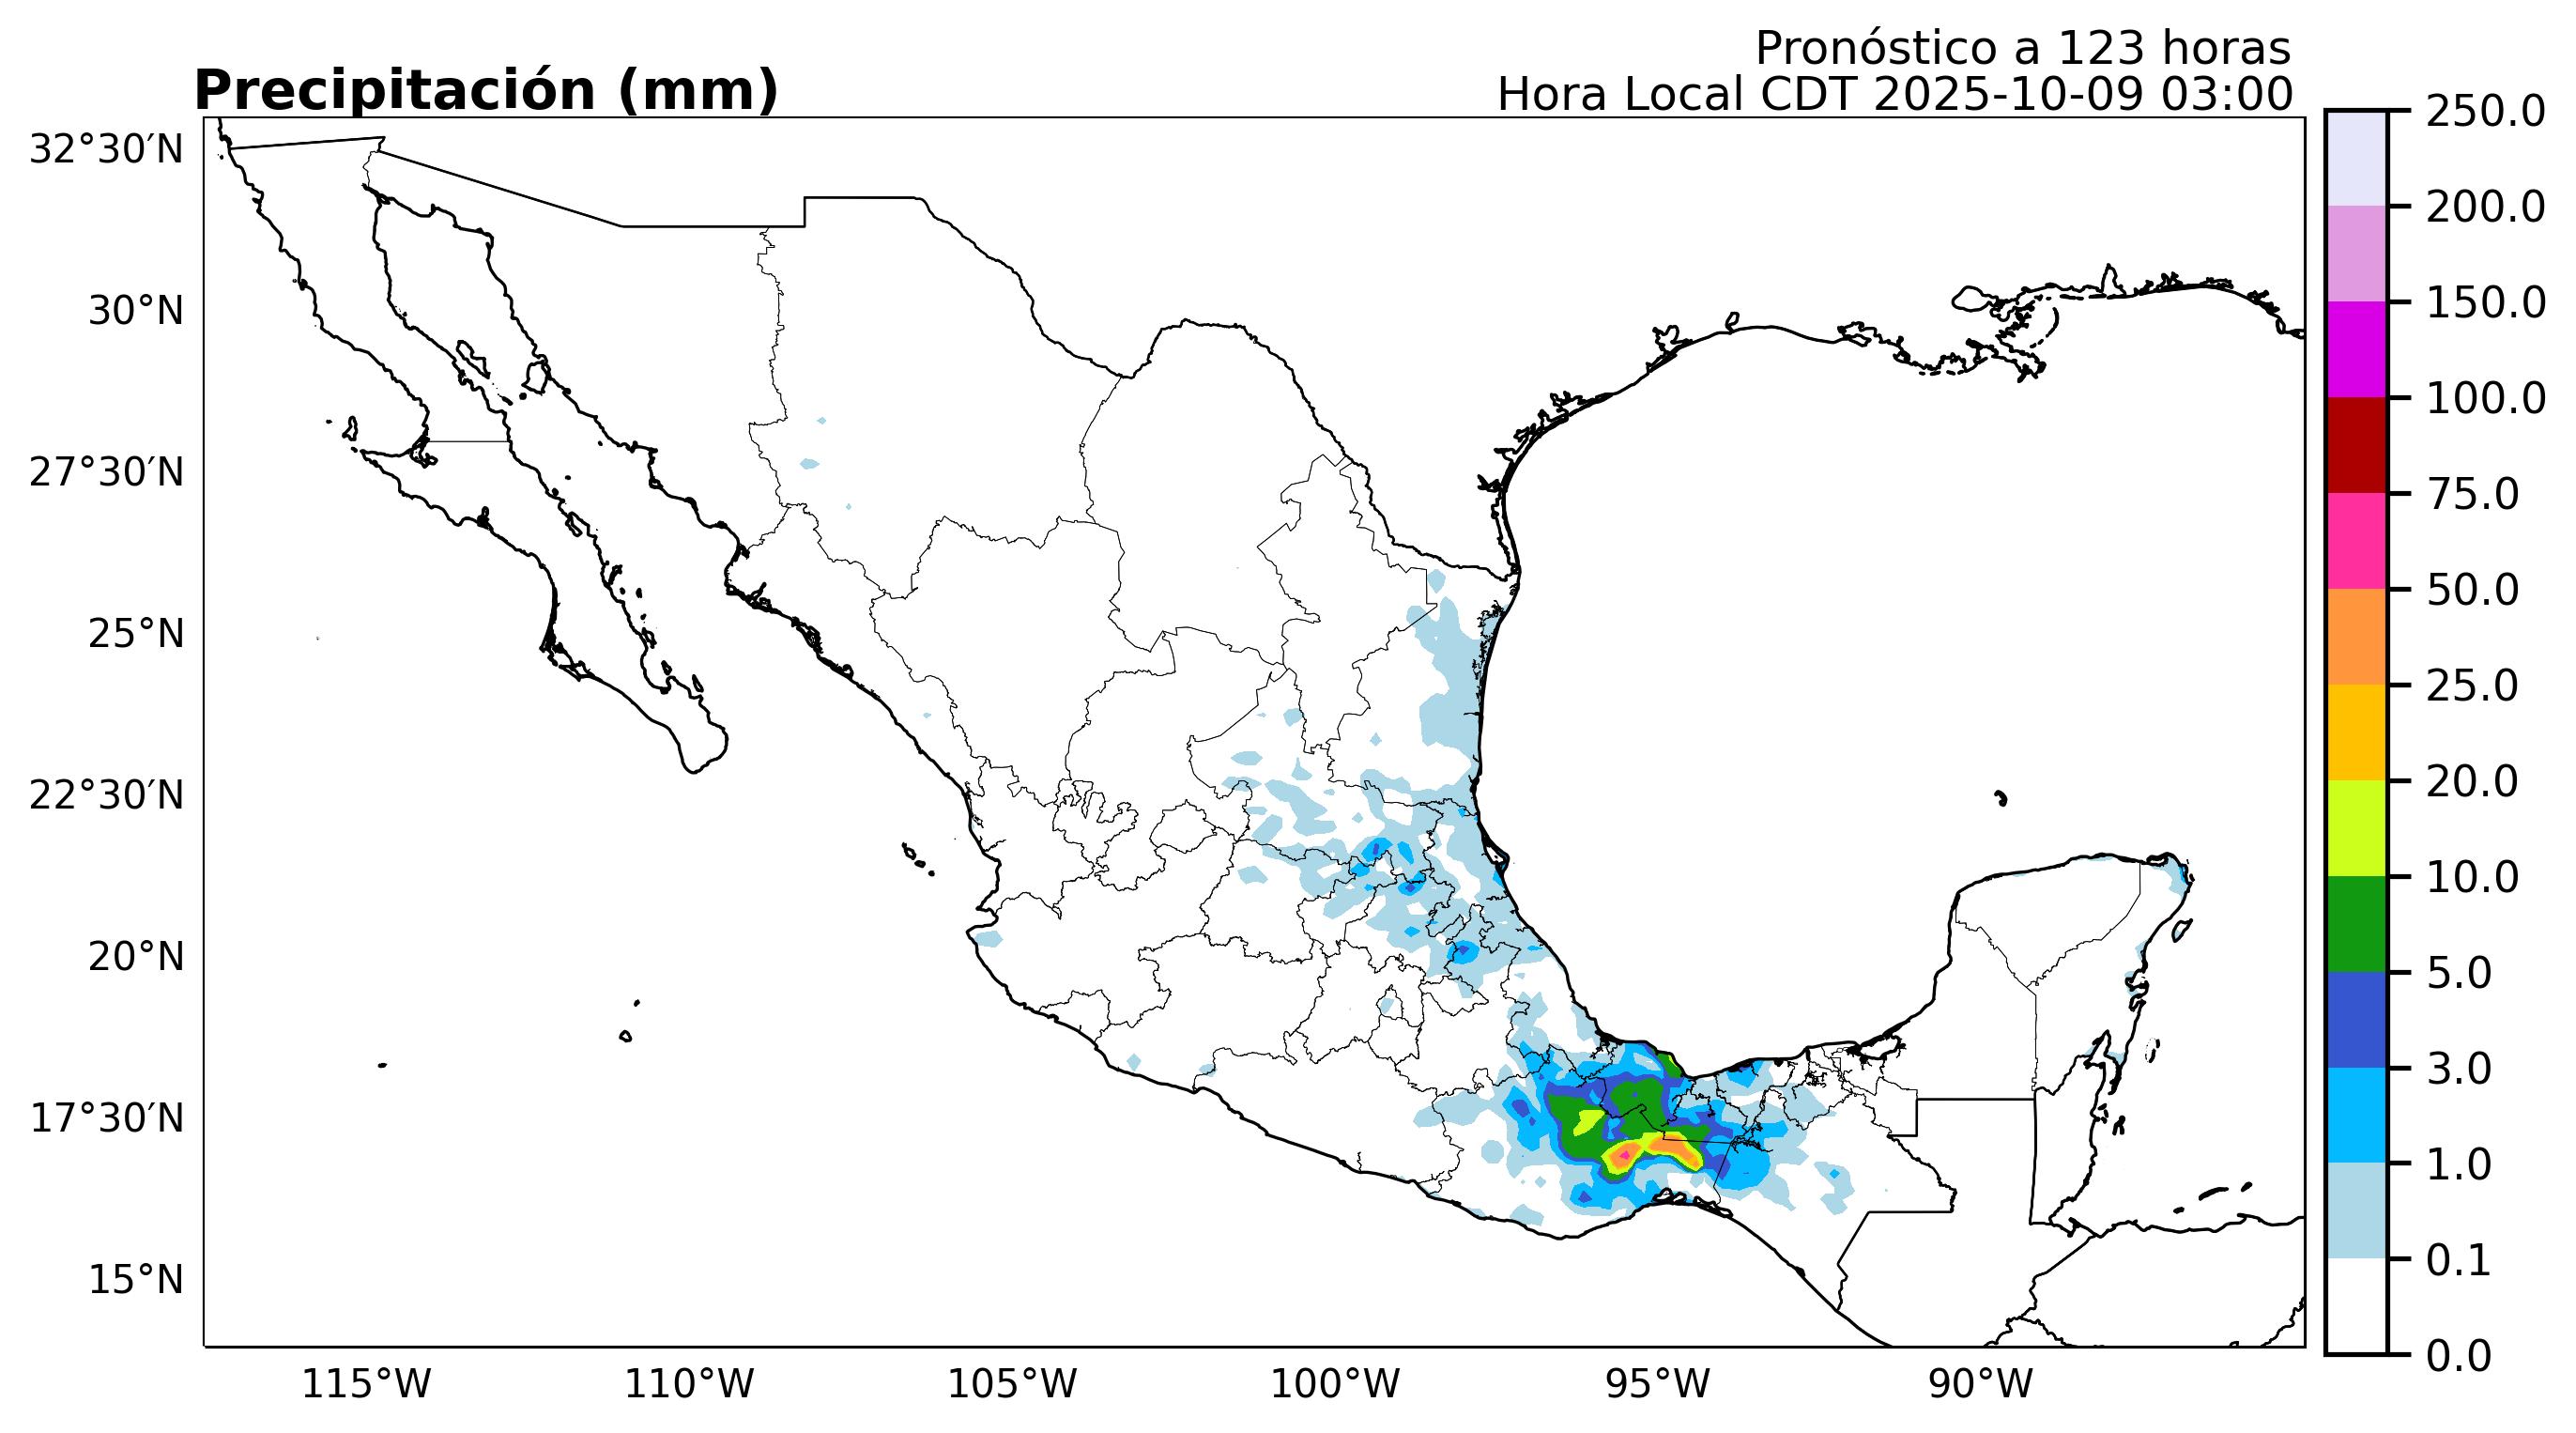 Pronóstico a 123 horas
Precipitación (mm)
Hora Local CDT 2025-10-09 03:00
32°30′N
30°N
27°30′N
25°N
22°30′N
20°N
17°30′N
15°N
115°W
110°W
105°W
100°W
95°W
90°W
250.0
200.0
150.0
100.0
75.0
50.0
25.0
20.0
10.0
5.0
3.0
1.0
0.1
0.0